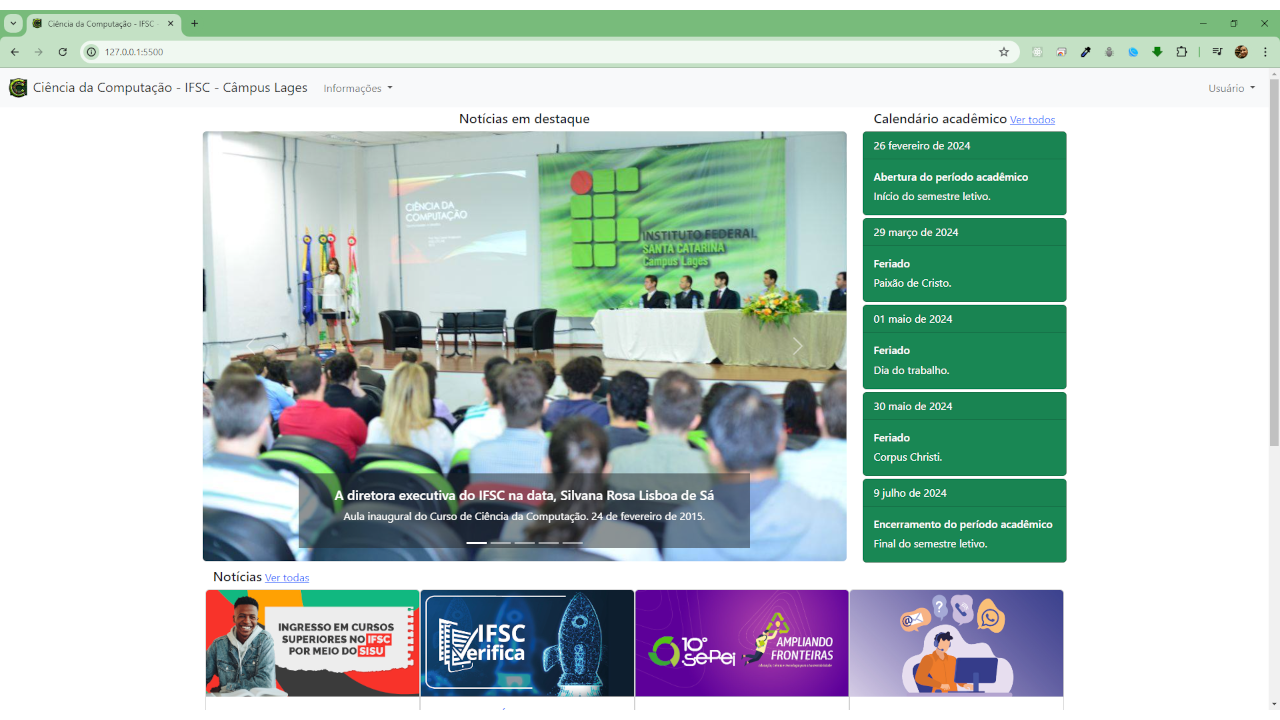 Ciência da Computação - IFSC -
127.0.0.1:5500
Ciência da Computação - IFSC - Câmpus Lages
Informações
Usuário
Notícias em destaque
CIÊNCIA DA
COMPUTAÇÃO
INSTITUTO FEDERAL
SANTA CATARINA
Campus Lages
A diretora executiva do IFSC na data, Silvana Rosa Lisboa de Sá
Aula inaugural do Curso de Ciência da Computação. 24 de fevereiro de 2015.
Calendário acadêmico Ver todos
26 fevereiro de 2024
Abertura do período acadêmico
Início do semestre letivo.
29 março de 2024
Feriado
Paixão de Cristo.
01 maio de 2024
Feriado
Dia do trabalho.
30 maio de 2024
Feriado
Corpus Christi.
9 julho de 2024
Encerramento do período acadêmico
Final do semestre letivo.
Notícias Ver todas
INGRESSO EM CURSOS
SUPERIORES NO IFSC
POR MEIO DO SISU
IFSC
Verifica
10º
SePei
AMPLIANDO
FRONTEIRAS